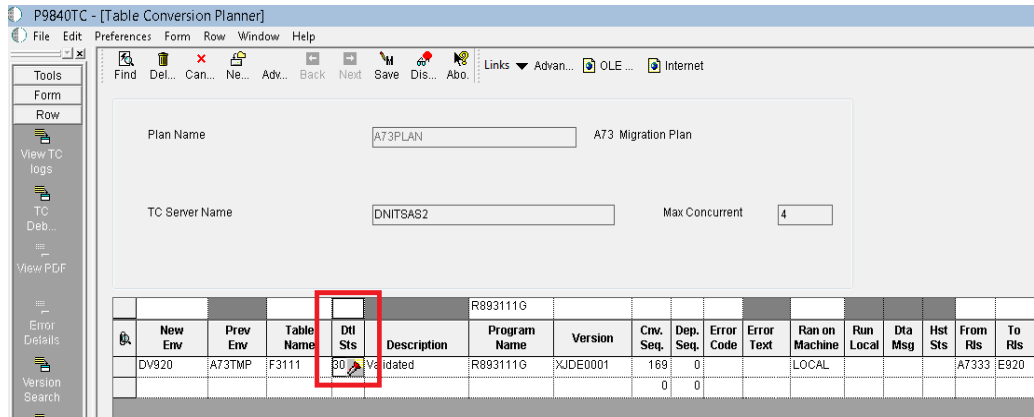 P9840TC - [Table Conversion Planner]
File Edit Preferences Form Row Window Help
Find Del... Can... Ne... Adv... Back Next Save Dis... Abo. Links Advan... OLE ... Internet
Tools
Form
Row
View TC logs
TC Deb...
View PDF
Error Details
Version Search
Plan Name A73PLAN A73 Migration Plan
TC Server Name DNITSAS2 Max Concurrent 4
R893111G
New Env Prev Env Table Name Dtl Sts Description Program Name Version Cnv. Seq. Dep. Seq. Error Code Error Text Ran on Machine Run Local Dta Msg Hst Sts From Rls To Rls
DV920 A73TMP F3111 30 Validated R893111G XJDE0001 169 0 LOCAL A7333 E920
0 0